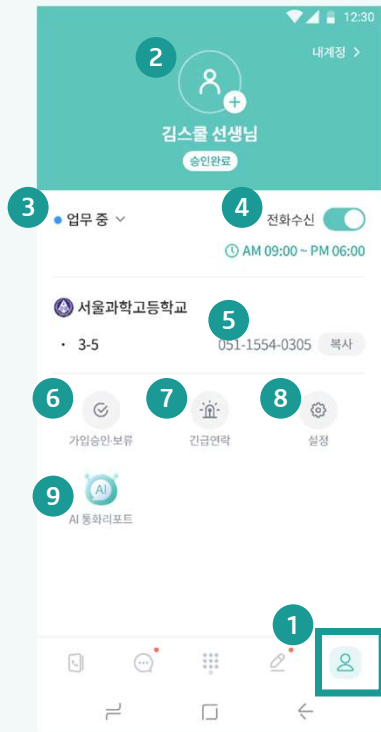 12:30
2
내계정 >
김스쿨 선생님
승인완료
3
업무 중
4
전화수신
AM 09:00 ~ PM 06:00
서울과학고등학교
5
· 3-5
051-1554-0305
복사
6
7
8
가입승인·보류
긴급연락
설정
9
AI
AI 통화리포트
1